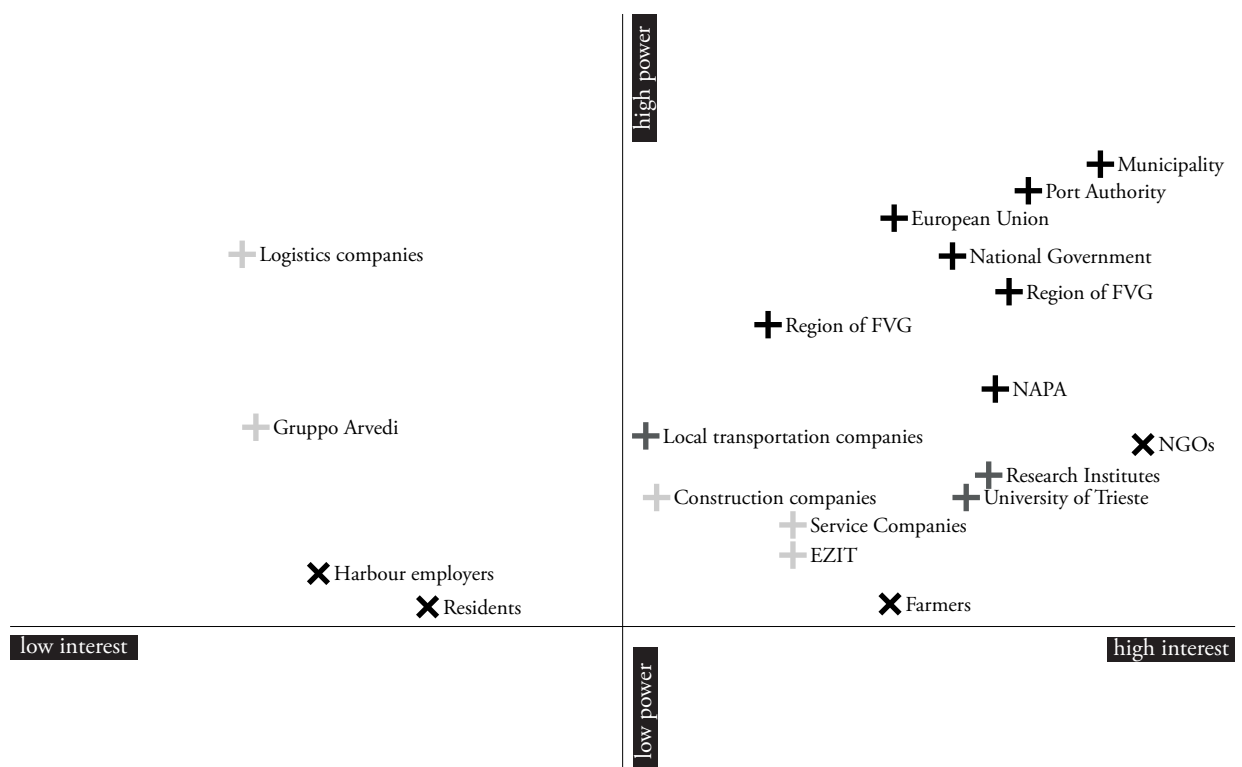 high power
Municipality
Port Authority
European Union
Logistics companies
National Government
Region of FVG
Region of FVG
NAPA
Gruppo Arvedi
Local transportation companies
NGOs
Research Institutes
Construction companies
University of Trieste
Service Companies
EZIT
Harbour employers
Residents
Farmers
low interest
high interest
low power